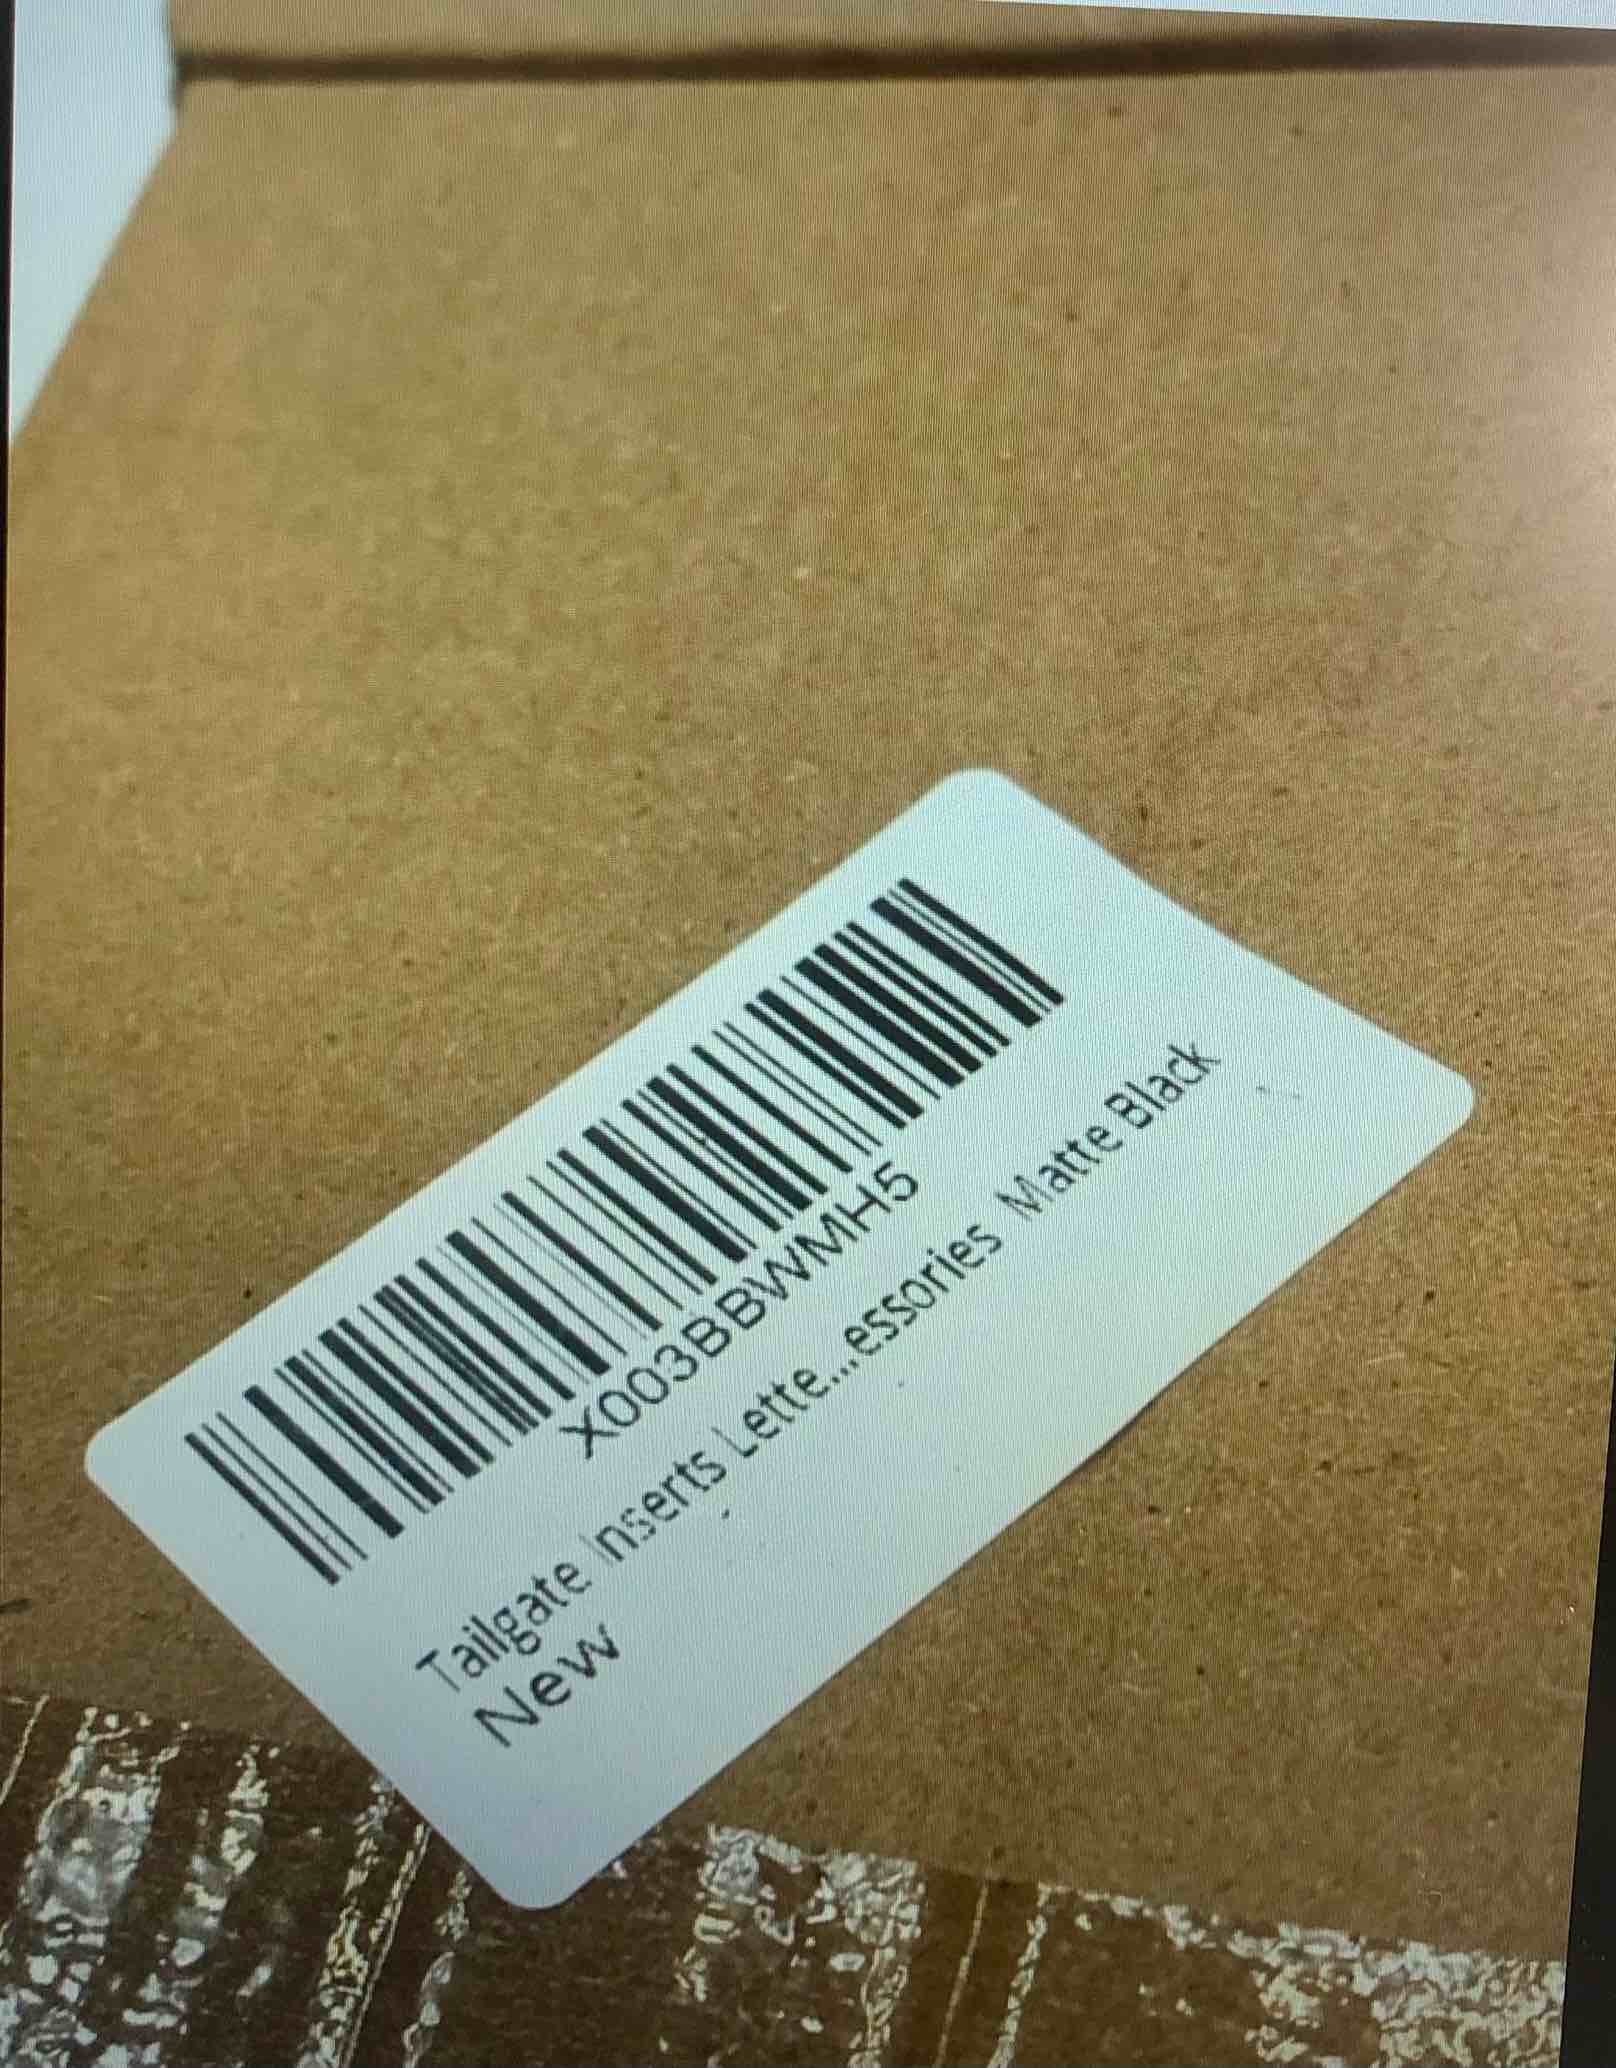 X003BBWMH5
Tailgate Inserts Lette...essories Matte Black
New